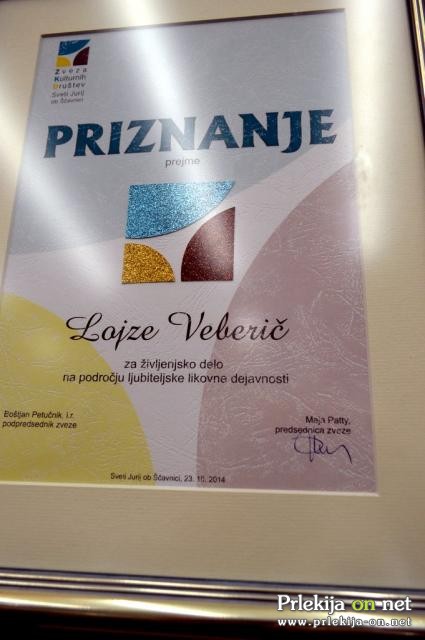 Zveza
Kulturnih
Društev
Sveti Jurij
ob Ščavnici
PRIZNANJE
prejme
Lojze Veberič
za življenjsko delo
na področju ljubiteljske likovne dejavnosti
Boštjan Petučnik, l.r.
podpredsednik zveze
Maja Patty,
predsednica zveze
Sveti Jurij ob Ščavnici, 23. 10. 2014
Prlekija on.net
www.prlekija-on.net